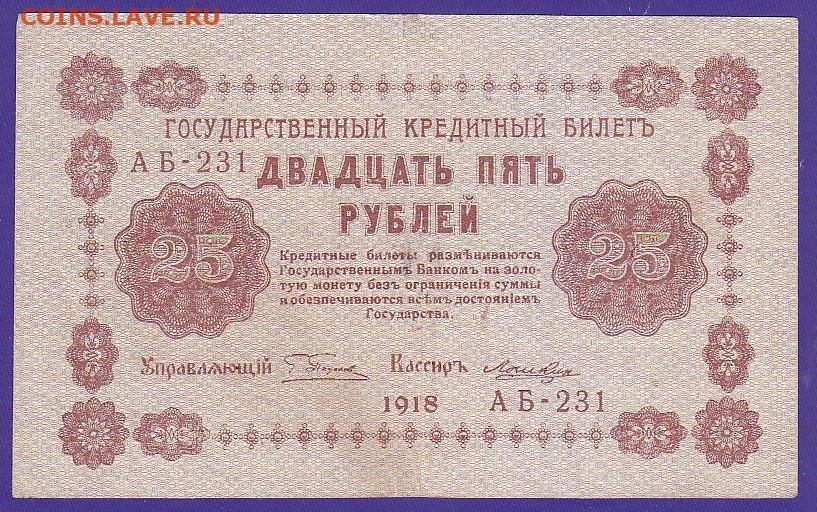 COINS.LAVE.RU
ГОСУДАРСТВЕННЫЙ КРЕДИТНЫЙ БИЛЕТЪ
АБ-231
ДВАДЦАТЬ ПЯТЬ
РУБЛЕЙ
25
Кредитные билеты размѣниваются
Государственнымъ Банкомъ на золо-
тую монету безъ ограниченія суммы
и обезпечиваются всѣмъ достояніемъ
Государства.
25
Управляющій
Кассиръ
1918 АБ-231